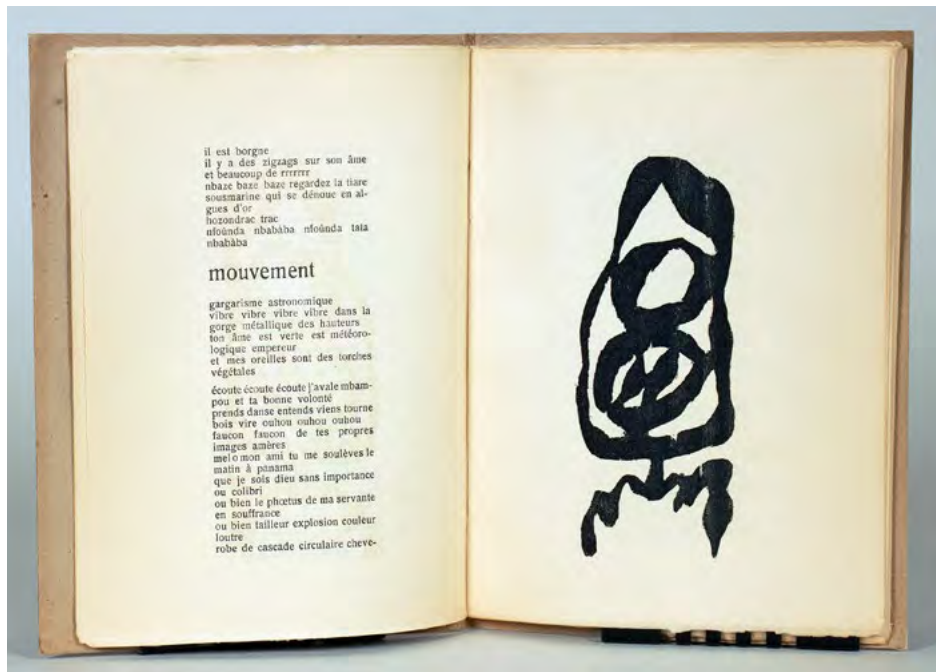 il est borgne
il y a des zigzags sur son âme
et beaucoup de rrrrrr
nbaze baze baze regardez la tiare
sousmarine qui se dénoue en al-
gues d'or
hozondrac trac
nfoùnda nbabàba nfoùnda tata
nbabàba
mouvement
gargarisme astronomique
vibre vibre vibre vibre dans la
gorge métallique des hauteurs
ton âme est verte est météoro-
logique empereur
et mes oreilles sont des torches
végétales
écoute écoute écoute j'avale mbam-
pou et ta bonne volonté
prends danse entends viens tourne
bois vire ouhou ouhou ouhou
faucon faucon de tes propres
images amères
mel o mon ami tu me soulèves le
matin à panama
que je sois dieu sans importance
ou colibri
ou bien le phœtus de ma servante
en souffrance
ou bien tailleur explosion couleur
loutre
robe de cascade circulaire cheve-